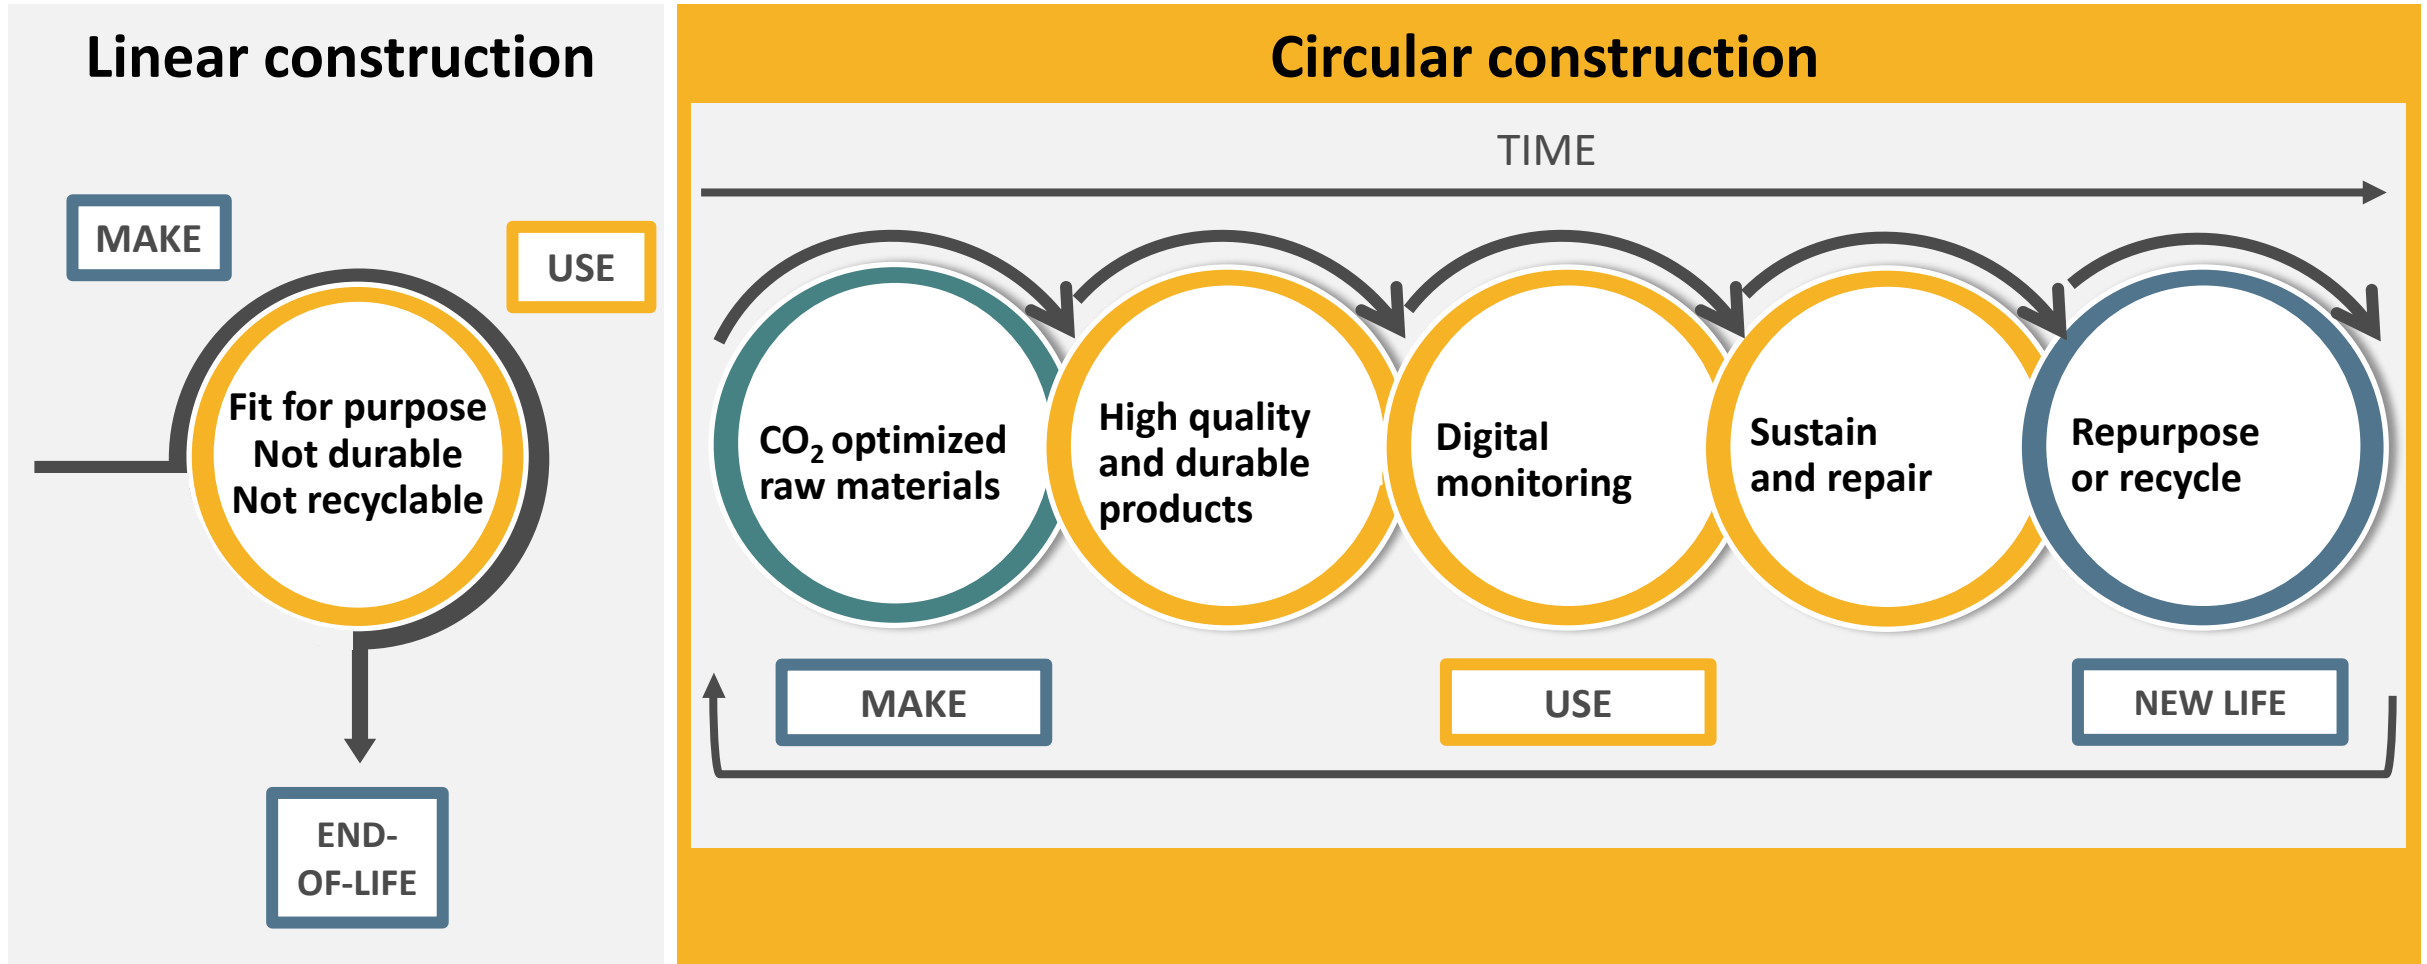 Linear construction
MAKE
USE
Fit for purpose
Not durable
Not recyclable
END-
OF-LIFE
Circular construction
TIME
CO₂ optimized
raw materials
High quality
and durable
products
Digital
monitoring
Sustain
and repair
Repurpose
or recycle
MAKE
USE
NEW LIFE